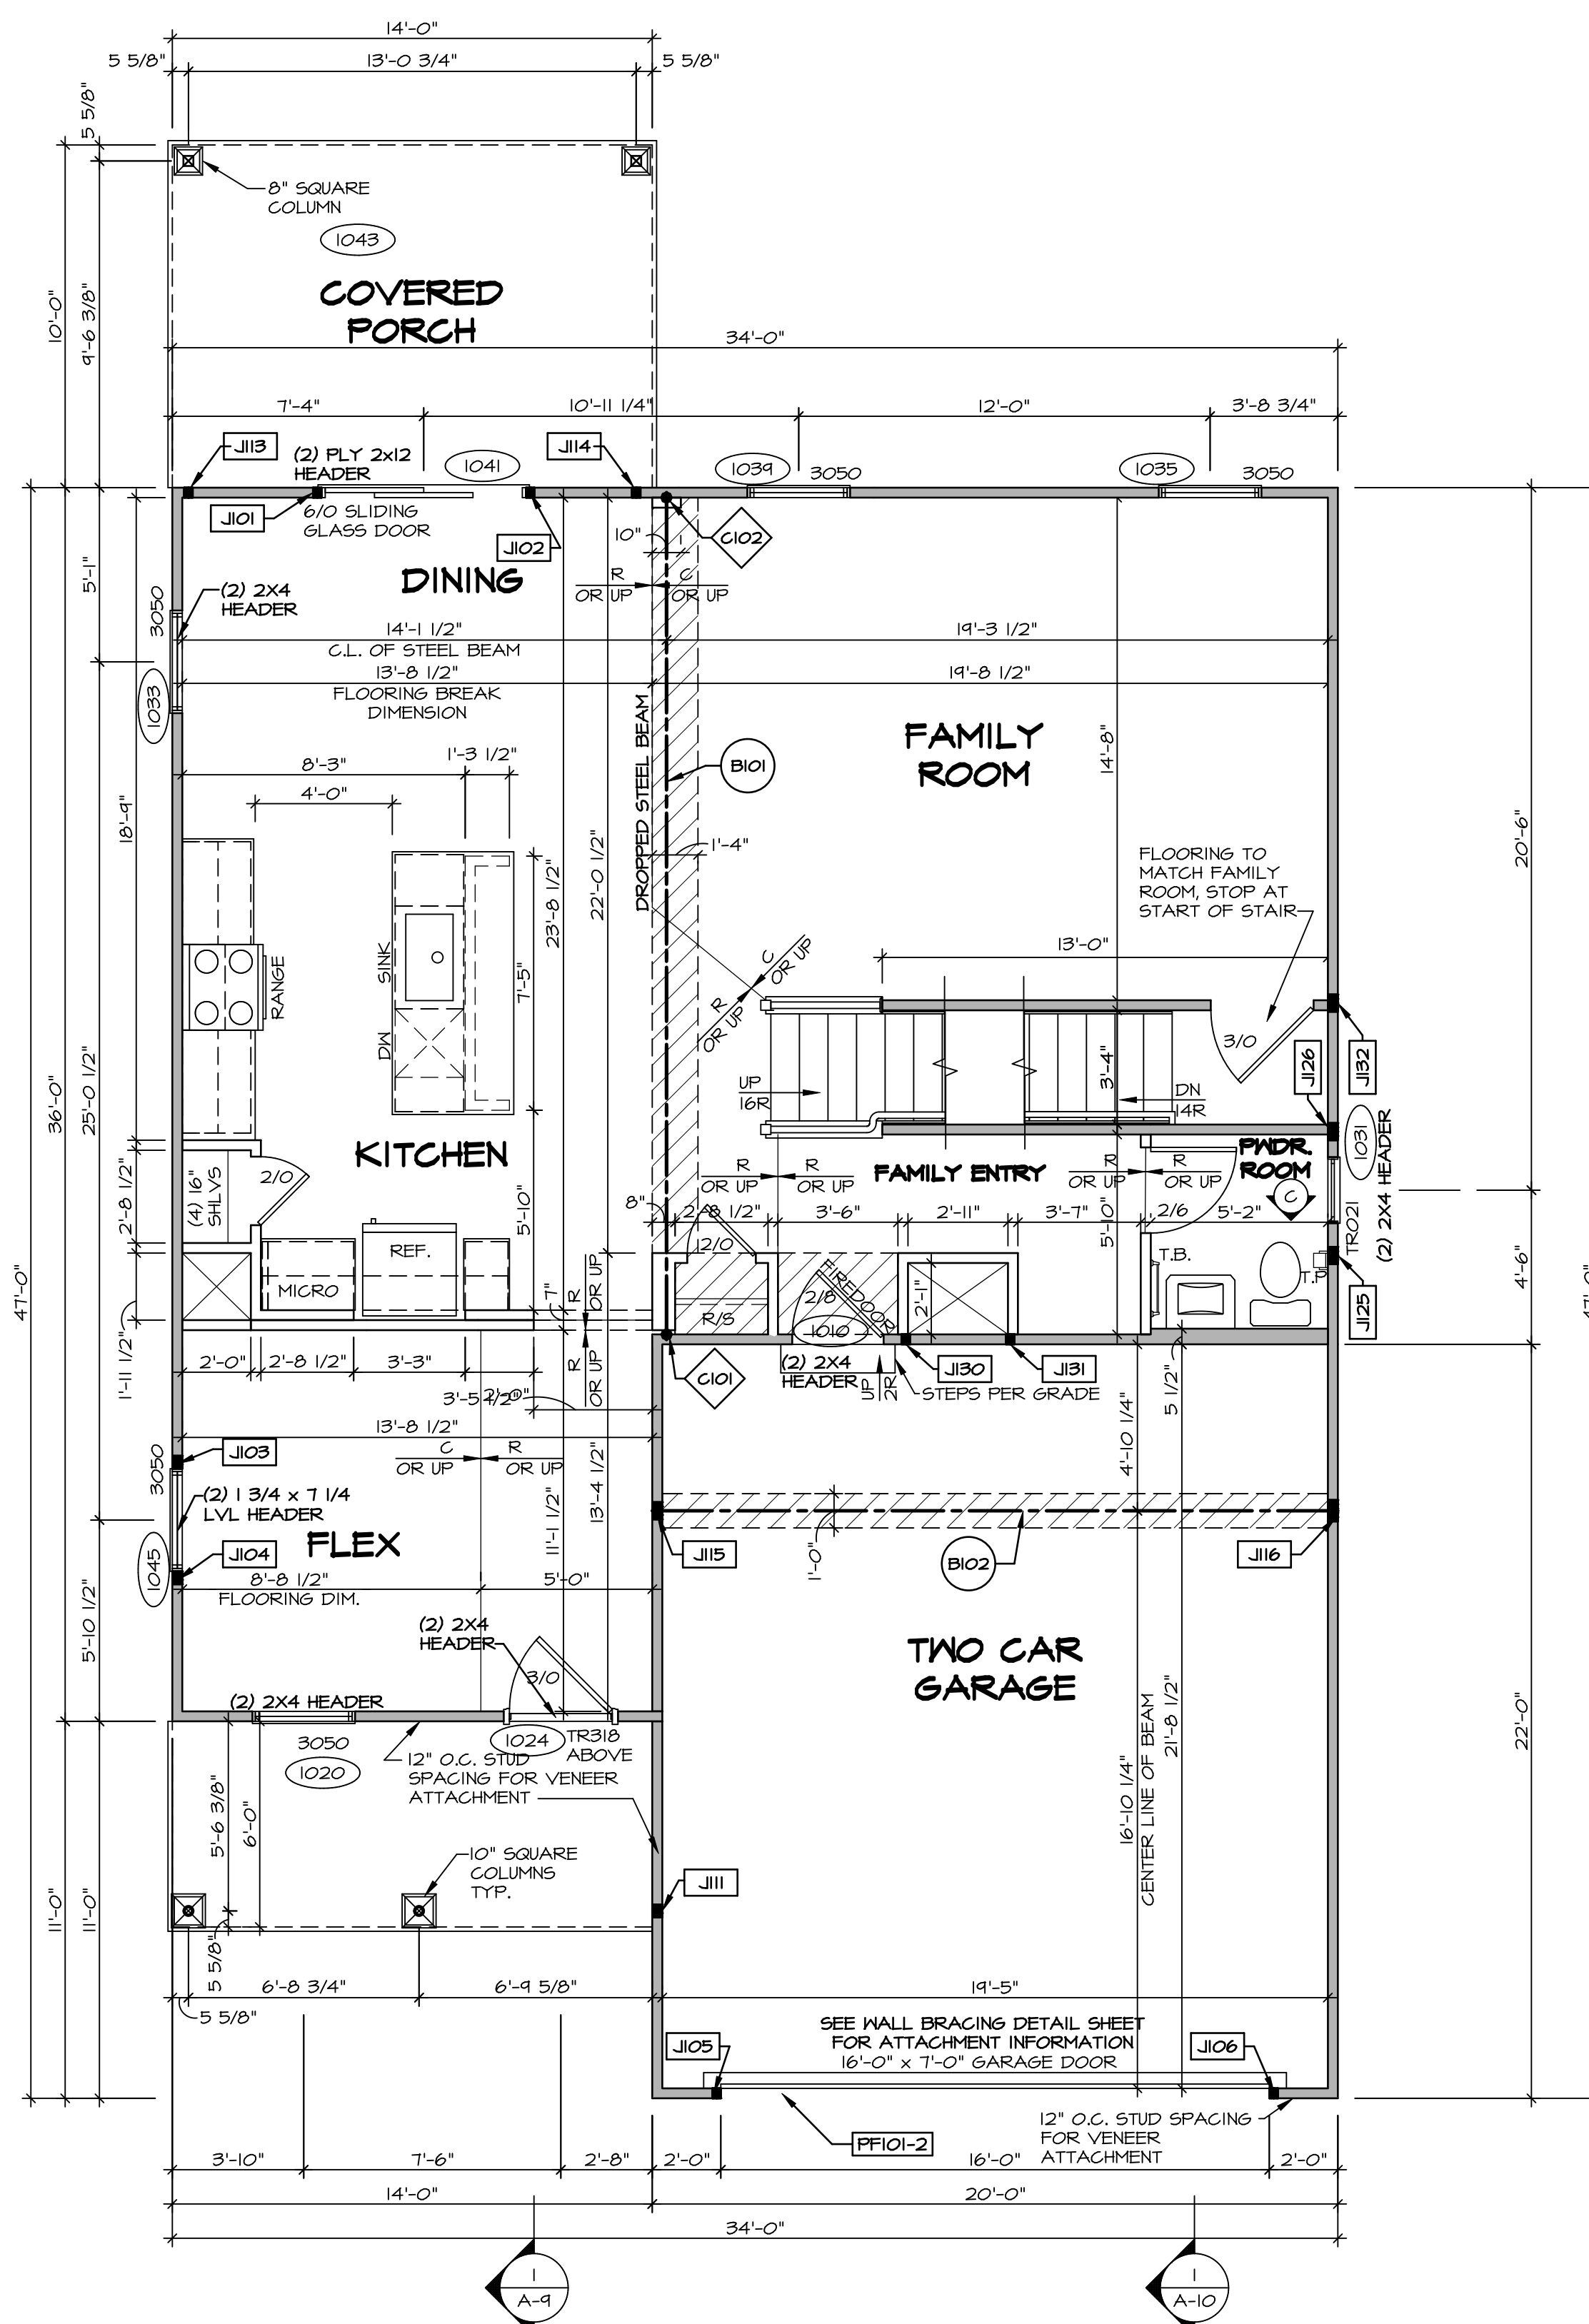 14'-0"
5 5/8"
13'-0 3/4"
5 5/8"
5 5/8"
8" SQUARE
COLUMN
1043
COVERED
PORCH
10'-0"
9'-6 3/8"
34'-0"
7'-4"
10'-11 1/4"
12'-0"
3'-8 3/4"
J113
(2) PLY 2x12
HEADER
1041
J114
1039
3050
1035
3050
J101
6/0 SLIDING
GLASS DOOR
J102
10"
C102
DINING
R
OR UP
C
OR UP
5'-1"
3050
(2) 2X4
HEADER
14'-1 1/2"
C.L. OF STEEL BEAM
19'-3 1/2"
13'-8 1/2"
FLOORING BREAK
DIMENSION
19'-8 1/2"
1033
DROPPED STEEL BEAM
B101
FAMILY
ROOM
14'-8"
8'-3"
1'-3 1/2"
4'-0"
18'-9"
22'-0 1/2"
23'-8 1/2"
1'-4"
20'-6"
FLOORING TO
MATCH FAMILY
ROOM, STOP AT
START OF STAIR
13'-0"
RANGE
SINK
DW
7'-5"
C
OR UP
R
OR UP
3/0
UP
16R
3'-4"
DN
14R
J126
J132
36'-0"
25'-0 1/2"
KITCHEN
2'-8 1/2"
(4) 16"
SHLVS
2/0
5'-10"
R
OR UP
R
OR UP
FAMILY ENTRY
R
OR UP
R
OR UP
PWDR.
ROOM
C
1031
(2) 2X4 HEADER
TR021
8"
2'-8 1/2"
3'-6"
2'-11"
3'-7"
5'-10"
2/6
5'-2"
REF.
MICRO
2/0
R/S
2/8
FIREDOOR
1010
2'-1"
T.B.
T.P.
J125
4'-6"
47'-0"
47'-0"
7"
R
OR UP
R
OR UP
1'-11 1/2"
2'-0"
2'-8 1/2"
3'-3"
3'-5 1/2"
C101
(2) 2X4
HEADER
UP
2R
J130
J131
STEPS PER GRADE
4'-10 1/4"
5 1/2"
13'-8 1/2"
C
OR UP
R
OR UP
13'-4 1/2"
11'-1 1/2"
3050
J103
(2) 1 3/4 x 7 1/4
LVL HEADER
FLEX
J104
1045
8'-8 1/2"
FLOORING DIM.
5'-0"
J115
1'-0"
B102
J116
5'-10 1/2"
(2) 2X4
HEADER
3/0
(2) 2X4 HEADER
TWO CAR
GARAGE
3050
1020
1024
TR318
ABOVE
12" O.C. STUD
SPACING FOR VENEER
ATTACHMENT
16'-10 1/4"
CENTER LINE OF BEAM
21'-8 1/2"
22'-0"
5'-6 3/8"
6'-0"
10" SQUARE
COLUMNS
TYP.
J111
11'-0"
11'-0"
5 5/8"
6'-8 3/4"
6'-9 5/8"
5 5/8"
19'-5"
SEE WALL BRACING DETAIL SHEET
FOR ATTACHMENT INFORMATION
16'-0" x 7'-0" GARAGE DOOR
J105
J106
PF101-2
12" O.C. STUD SPACING
FOR VENEER
ATTACHMENT
3'-10"
7'-6"
2'-8"
2'-0"
16'-0"
2'-0"
14'-0"
20'-0"
34'-0"
1
A-9
1
A-10